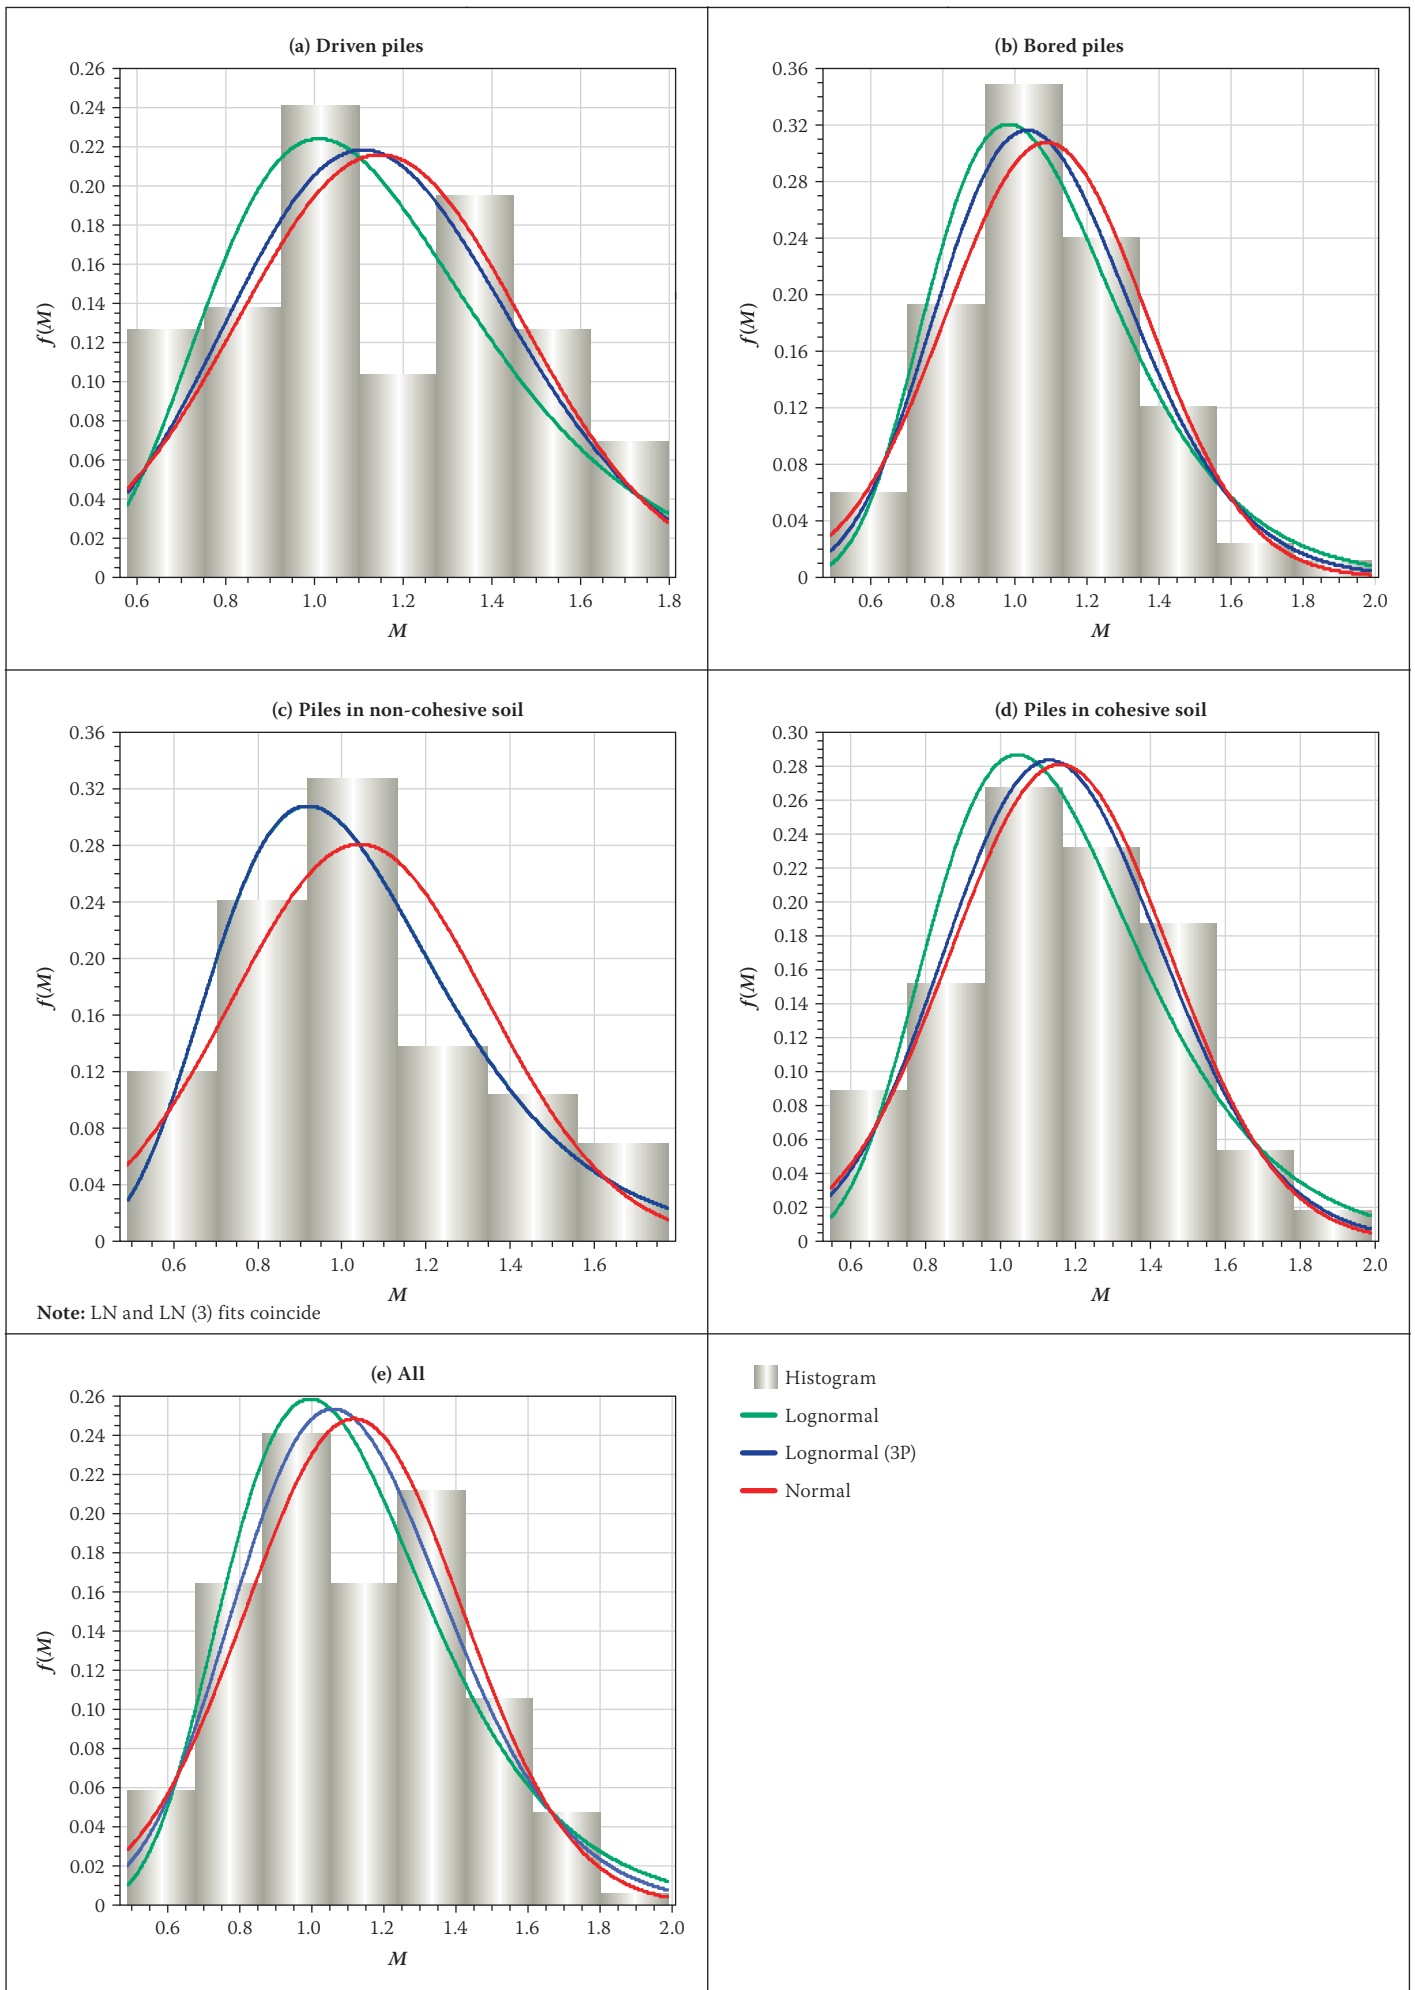 (a) Driven piles
0.26
0.24
0.22
0.20
0.18
0.16
0.14
0.12
0.10
0.08
0.06
0.04
0.02
0
f(M)
0.6 0.8 1.0 1.2 1.4 1.6 1.8
M
(b) Bored piles
0.36
0.32
0.28
0.24
0.20
0.16
0.12
0.08
0.04
0
f(M)
0.6 0.8 1.0 1.2 1.4 1.6 1.8 2.0
M
(c) Piles in non-cohesive soil
0.36
0.32
0.28
0.24
0.20
0.16
0.12
0.08
0.04
0
f(M)
0.6 0.8 1.0 1.2 1.4 1.6
M
Note: LN and LN (3) fits coincide
(d) Piles in cohesive soil
0.30
0.28
0.26
0.24
0.22
0.20
0.18
0.16
0.14
0.12
0.10
0.08
0.06
0.04
0.02
0
f(M)
0.6 0.8 1.0 1.2 1.4 1.6 1.8 2.0
M
(e) All
0.26
0.24
0.22
0.20
0.18
0.16
0.14
0.12
0.10
0.08
0.06
0.04
0.02
0
f(M)
0.6 0.8 1.0 1.2 1.4 1.6 1.8 2.0
M
Histogram
Lognormal
Lognormal (3P)
Normal